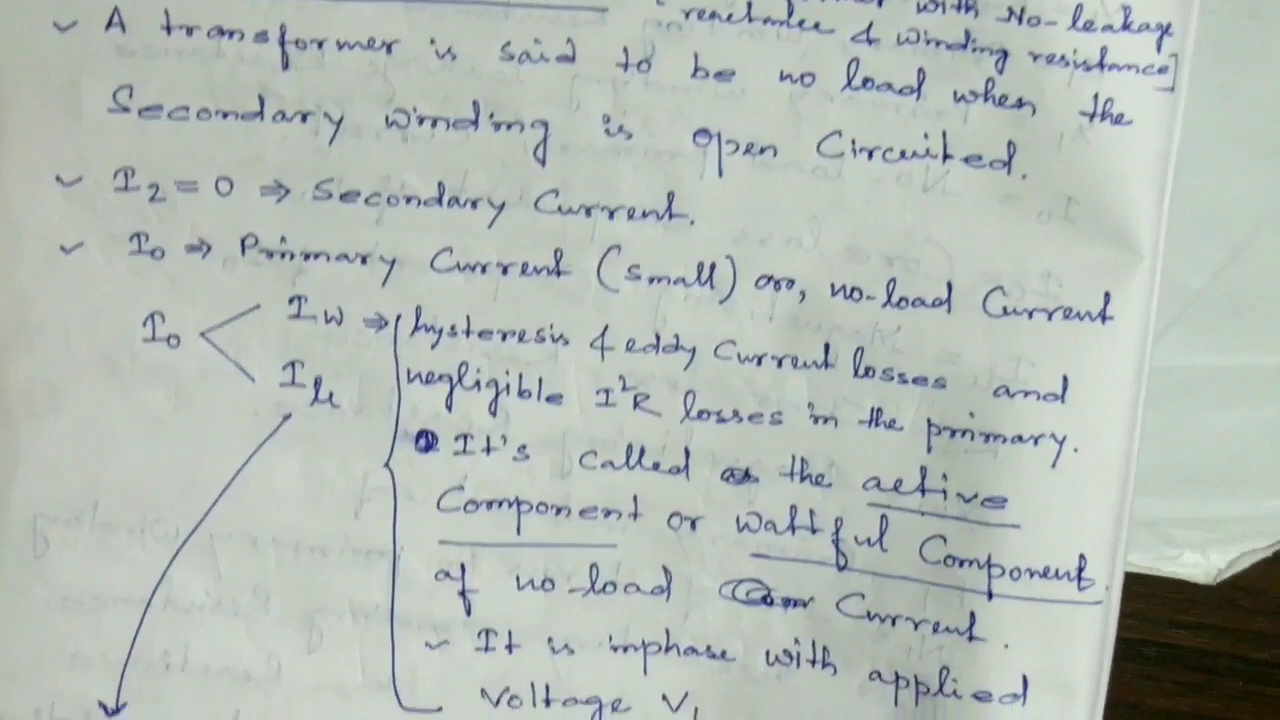 with No-leakage
reactance & winding resistance]
✓ A transformer is said to be no load when the
Secondary winding is open Circuited.
✓ I₂ = 0 ⇒ Secondary Current.
✓ I₀ ⇒ Primary Current (small) or, no-load Current
I₀ < Iw ⇒ hysteresis & eddy Current losses and
Iμ negligible I²R losses in the primary.
It's called as the active
Component or wattful Component.
of no-load Current.
✓ It is inphase with applied
Voltage V₁